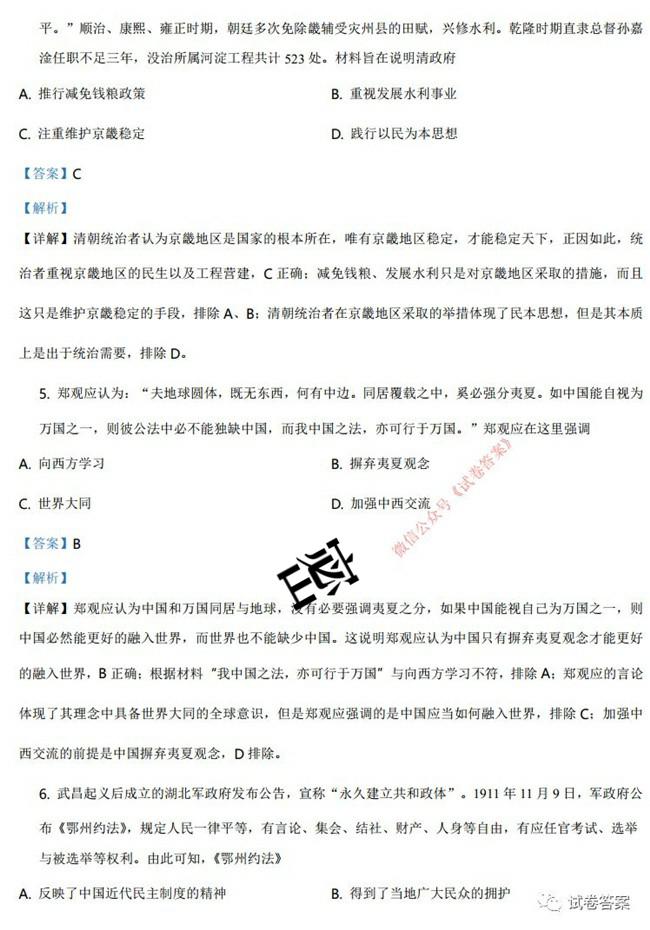 平。”顺治、康熙、雍正时期，朝廷多次免除畿辅受灾州县的田赋，兴修水利。乾隆时期直隶总督孙嘉
淦任职不足三年，没治所属河淀工程共计 523 处。材料旨在说明清政府
A. 推行减免钱粮政策
B. 重视发展水利事业
C. 注重维护京畿稳定
D. 践行以民为本思想
【答案】C
【解析】
【详解】清朝统治者认为京畿地区是国家的根本所在，唯有京畿地区稳定，才能稳定天下，正因如此，统
治者重视京畿地区的民生以及工程营建，C 正确；减免钱粮、发展水利只是对京畿地区采取的措施，而且
这只是维护京畿稳定的手段，排除 A、B；清朝统治者在京畿地区采取的举措体现了民本思想，但是其本质
上是出于统治需要，排除 D。
5. 郑观应认为：“夫地球圆体，既无东西，何有中边。同居覆载之中，奚必强分夷夏。如中国能自视为
万国之一，则彼公法中必不能独缺中国，而我中国之法，亦可行于万国。”郑观应在这里强调
A. 向西方学习
B. 摒弃夷夏观念
C. 世界大同
D. 加强中西交流
微信公众号《试卷答案》
【答案】B
密
【解析】
【详解】郑观应认为中国和万国同居与地球，没有必要强调夷夏之分，如果中国能视自己为万国之一，则
中国必然能更好的融入世界，而世界也不能缺少中国。这说明郑观应认为中国只有摒弃夷夏观念才能更好
的融入世界，B 正确；根据材料“我中国之法，亦可行于万国”与向西方学习不符，排除 A；郑观应的言论
体现了其理念中具备世界大同的全球意识，但是郑观应强调的是中国应当如何融入世界，排除 C；加强中
西交流的前提是中国摒弃夷夏观念，D 排除。
6. 武昌起义后成立的湖北军政府发布公告，宣称“永久建立共和政体”。1911 年 11 月 9 日，军政府公
布《鄂州约法》，规定人民一律平等，有言论、集会、结社、财产、人身等自由，有应任官考试、选举
与被选举等权利。由此可知，《鄂州约法》
A. 反映了中国近代民主制度的精神
B. 得到了当地广大民众的拥护
试卷答案